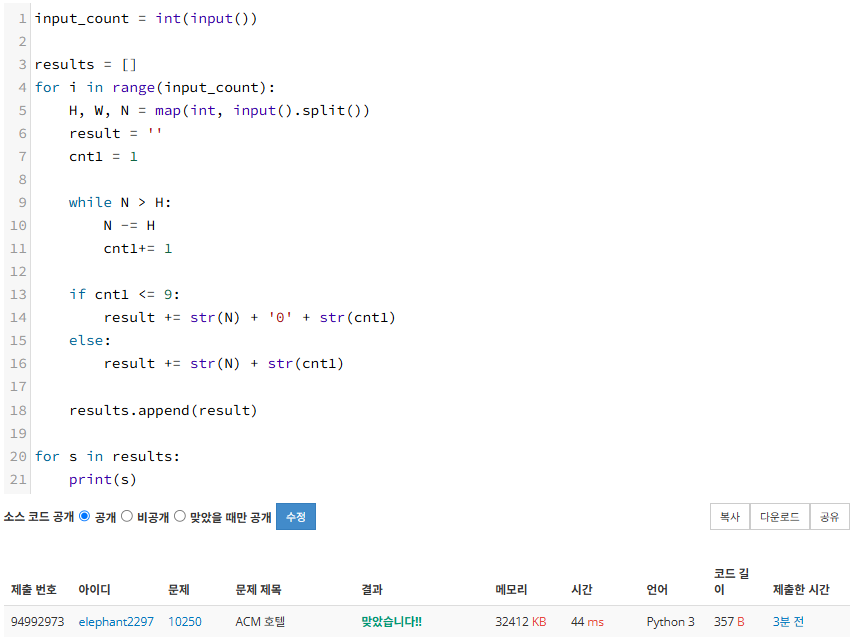 1 input_count = int(input())
2
3 results = []
4 for i in range(input_count):
5     H, W, N = map(int, input().split())
6     result = ''
7     cnt1 = 1
8
9     while N > H:
10         N -= H
11         cnt1+= 1
12
13     if cnt1 <= 9:
14         result += str(N) + '0' + str(cnt1)
15     else:
16         result += str(N) + str(cnt1)
17
18     results.append(result)
19
20 for s in results:
21     print(s)
소스 코드 공개 공개 비공개 맞았을 때만 공개 수정 복사 다운로드 공유
제출 번호 아이디 문제 문제 제목 결과 메모리 시간 언어 코드 길이 제출한 시간
94992973 elephant2297 10250 ACM 호텔 맞았습니다!! 32412 KB 44 ms Python 3 357 B 3분 전